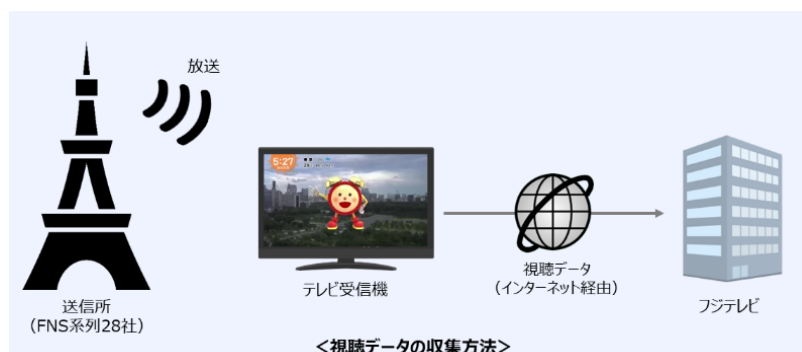 放送
5:27
送信所
(FNS系列28社)
テレビ受信機
視聴データ
(インターネット経由)
フジテレビ
<視聴データの収集方法>